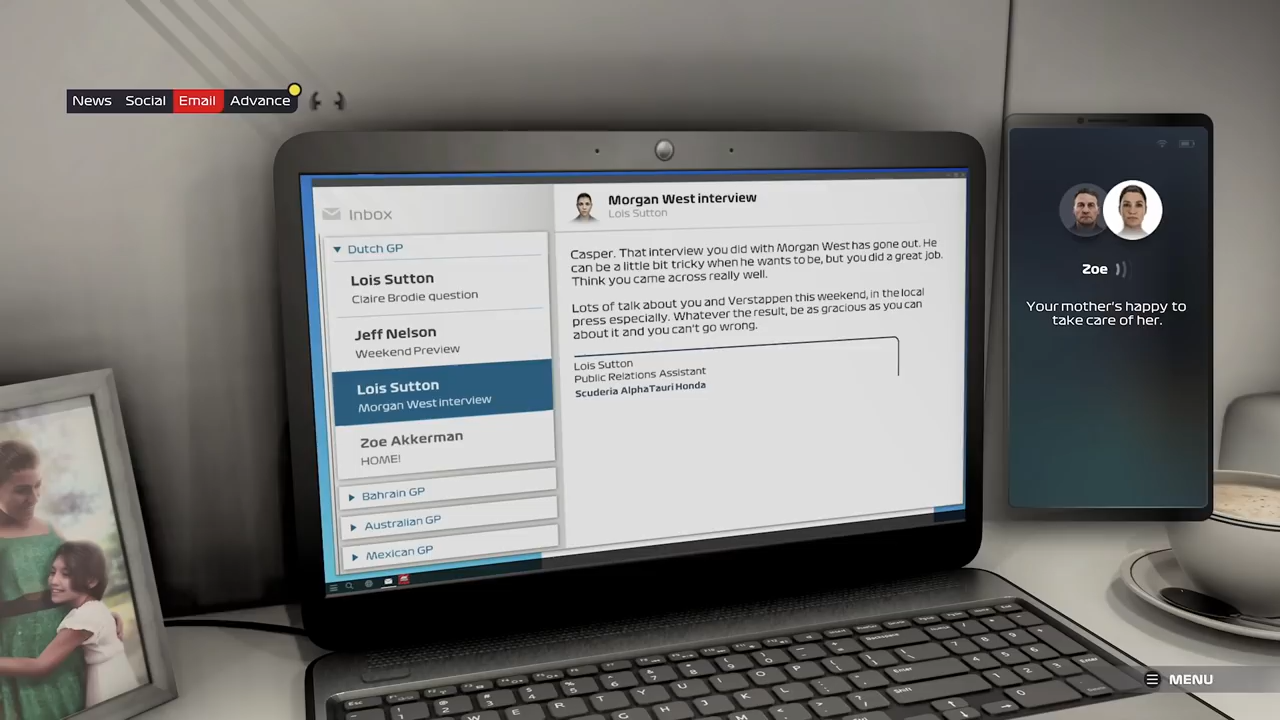 News Social Email Advance
Inbox
Dutch GP
Lois Sutton
Claire Brodie question
Jeff Nelson
Weekend Preview
Lois Sutton
Morgan West interview
Zoe Akkerman
HOME!
Bahrain GP
Australian GP
Mexican GP
Morgan West interview
Lois Sutton
Casper. That interview you did with Morgan West has gone out. He
can be a little bit tricky when he wants to be, but you did a great job.
Think you came across really well.
Lots of talk about you and Verstappen this weekend, in the local
press especially. Whatever the result, be as gracious as you can
about it and you can't go wrong.
Lois Sutton
Public Relations Assistant
Scuderia AlphaTauri Honda
Zoe
Your mother's happy to
take care of her.
MENU